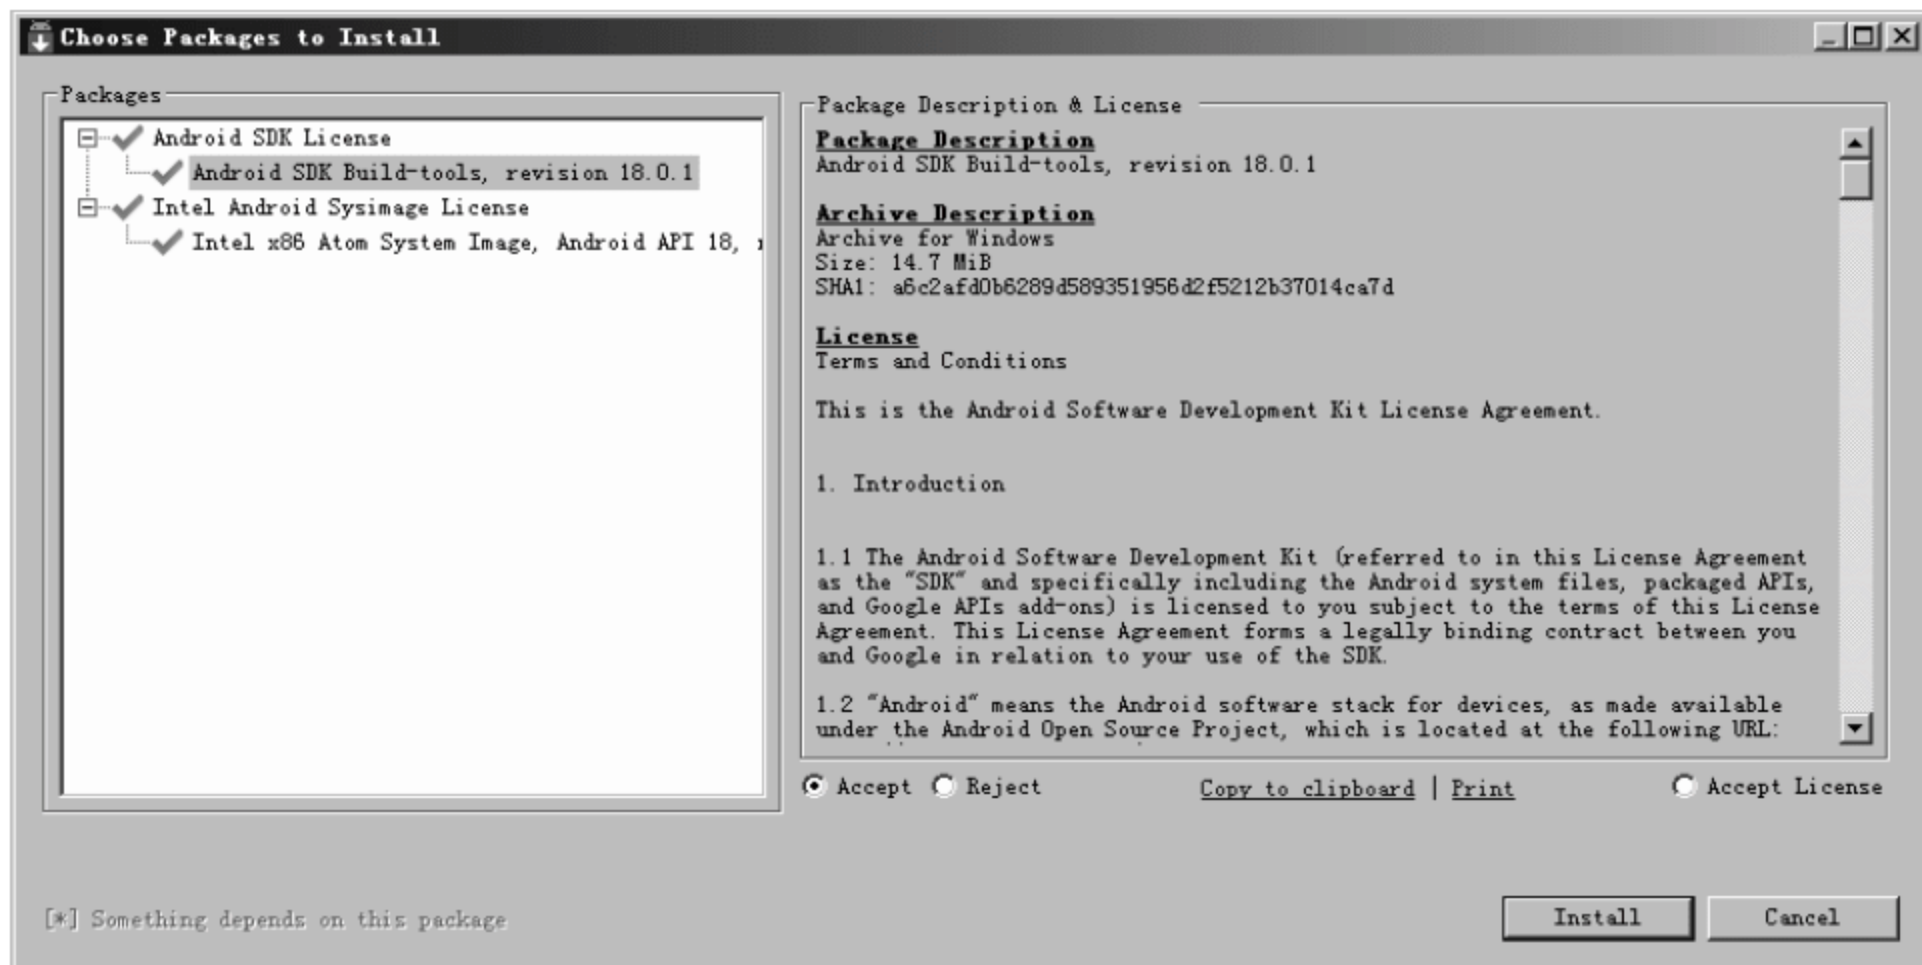 Choose Packages to Install
Packages
Android SDK License
Android SDK Build-tools, revision 18.0.1
Intel Android Sysimage License
Intel x86 Atom System Image, Android API 18,
Package Description & License
Package Description
Android SDK Build-tools, revision 18.0.1
Archive Description
Archive for Windows
Size: 14.7 MiB
SHA1: a6c2afd0b6289d589351956d2f5212b37014ca7d
License
Terms and Conditions
This is the Android Software Development Kit License Agreement.
1. Introduction
1.1 The Android Software Development Kit (referred to in this License Agreement
as the "SDK" and specifically including the Android system files, packaged APIs,
and Google APIs add-ons) is licensed to you subject to the terms of this License
Agreement. This License Agreement forms a legally binding contract between you
and Google in relation to your use of the SDK.
1.2 "Android" means the Android software stack for devices, as made available
under the Android Open Source Project, which is located at the following URL:
Accept Reject Copy to clipboard | Print Accept License
[*] Something depends on this package
Install Cancel